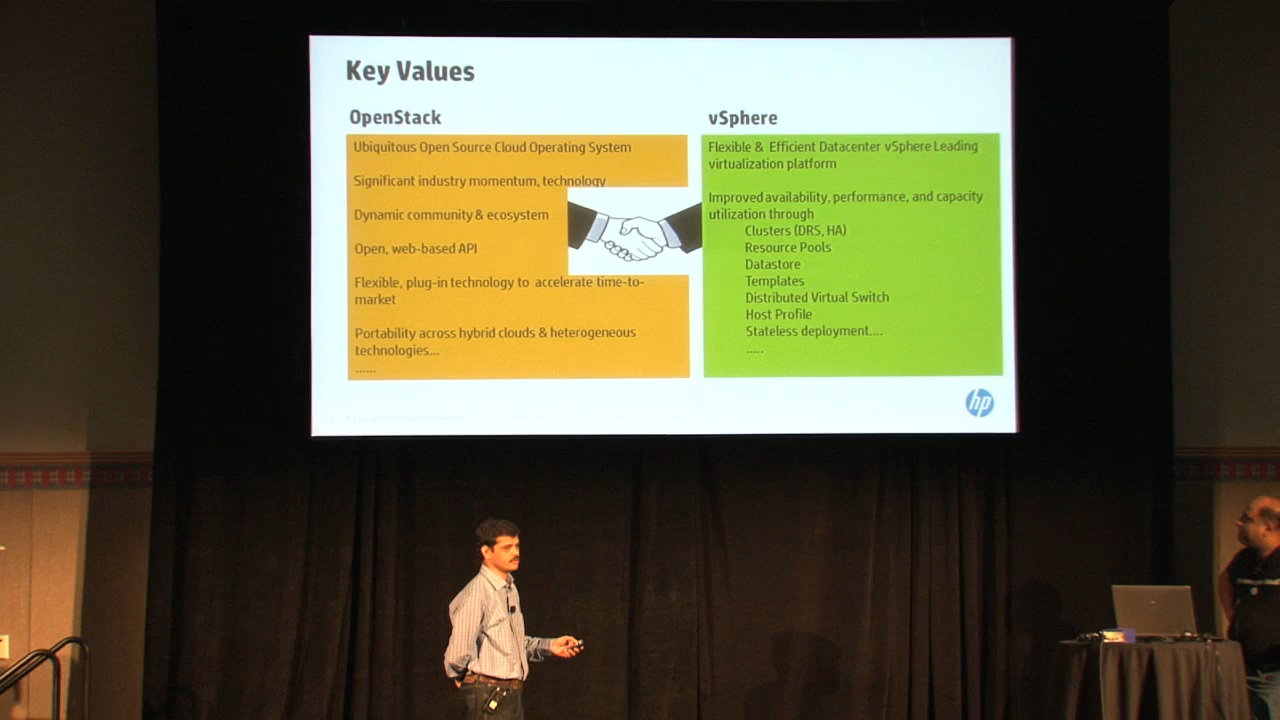 Key Values
OpenStack
Ubiquitous Open Source Cloud Operating System
Significant industry momentum, technology
Dynamic community & ecosystem
Open, web-based API
Flexible, plug-in technology to accelerate time-to-
market
Portability across hybrid clouds & heterogeneous
technologies...
......
vSphere
Flexible & Efficient Datacenter vSphere Leading
virtualization platform
Improved availability, performance, and capacity
utilization through
Clusters (DRS, HA)
Resource Pools
Datastore
Templates
Distributed Virtual Switch
Host Profile
Stateless deployment....
.....
hp